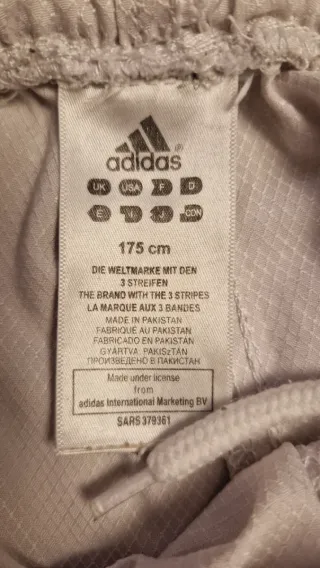 adidas
UK USA F D
E I J CDN
175 cm
DIE WELTMARKE MIT DEN
3 STREIFEN
THE BRAND WITH THE 3 STRIPES
LA MARQUE AUX 3 BANDES
MADE IN PAKISTAN
FABRIQUÉ AU PAKISTAN
FABRICADO EN PAKISTÁN
GYÁRTVA: PAKISzTÁN
ПРОИЗВЕДЕНО В ПАКИСТАН
Made under license
from
adidas International Marketing BV
SARS 379361